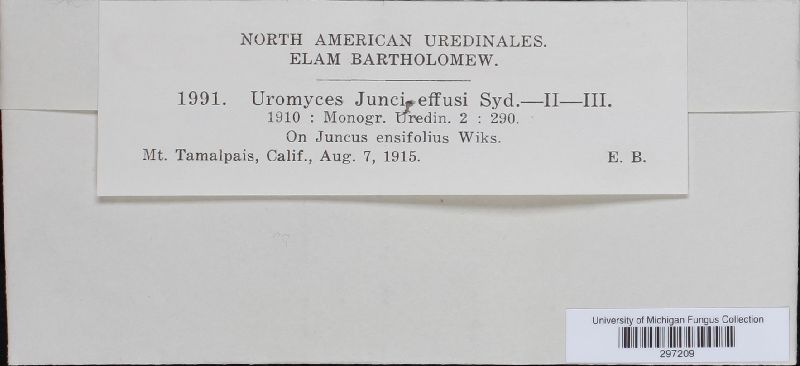 NORTH AMERICAN UREDINALES.
ELAM BARTHOLOMEW.
1991. Uromyces Junci-effusi Syd.—II—III.
1910 : Monogr. Uredin. 2 : 290.
On Juncus ensifolius Wiks.
Mt. Tamalpais, Calif., Aug. 7, 1915. E. B.
University of Michigan Fungus Collection
297209